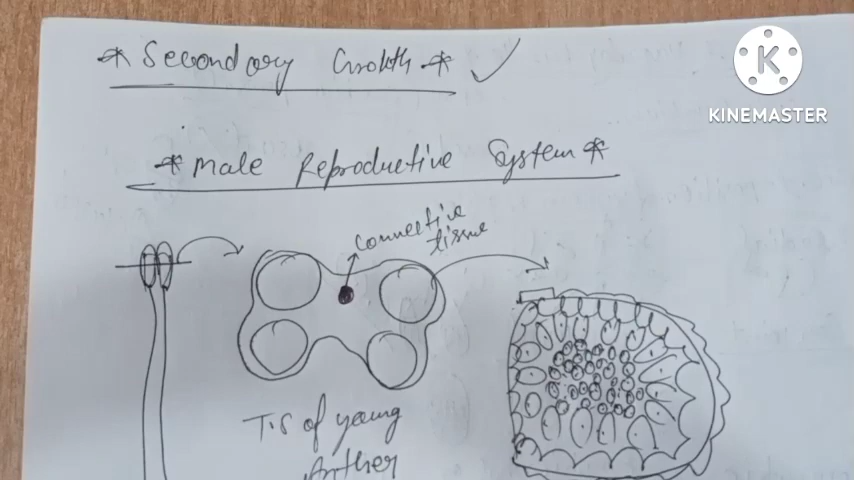 * Secondary Growth *
KINEMASTER
* Male Reproductive System *
connective
tissue
T.S of young
Anther